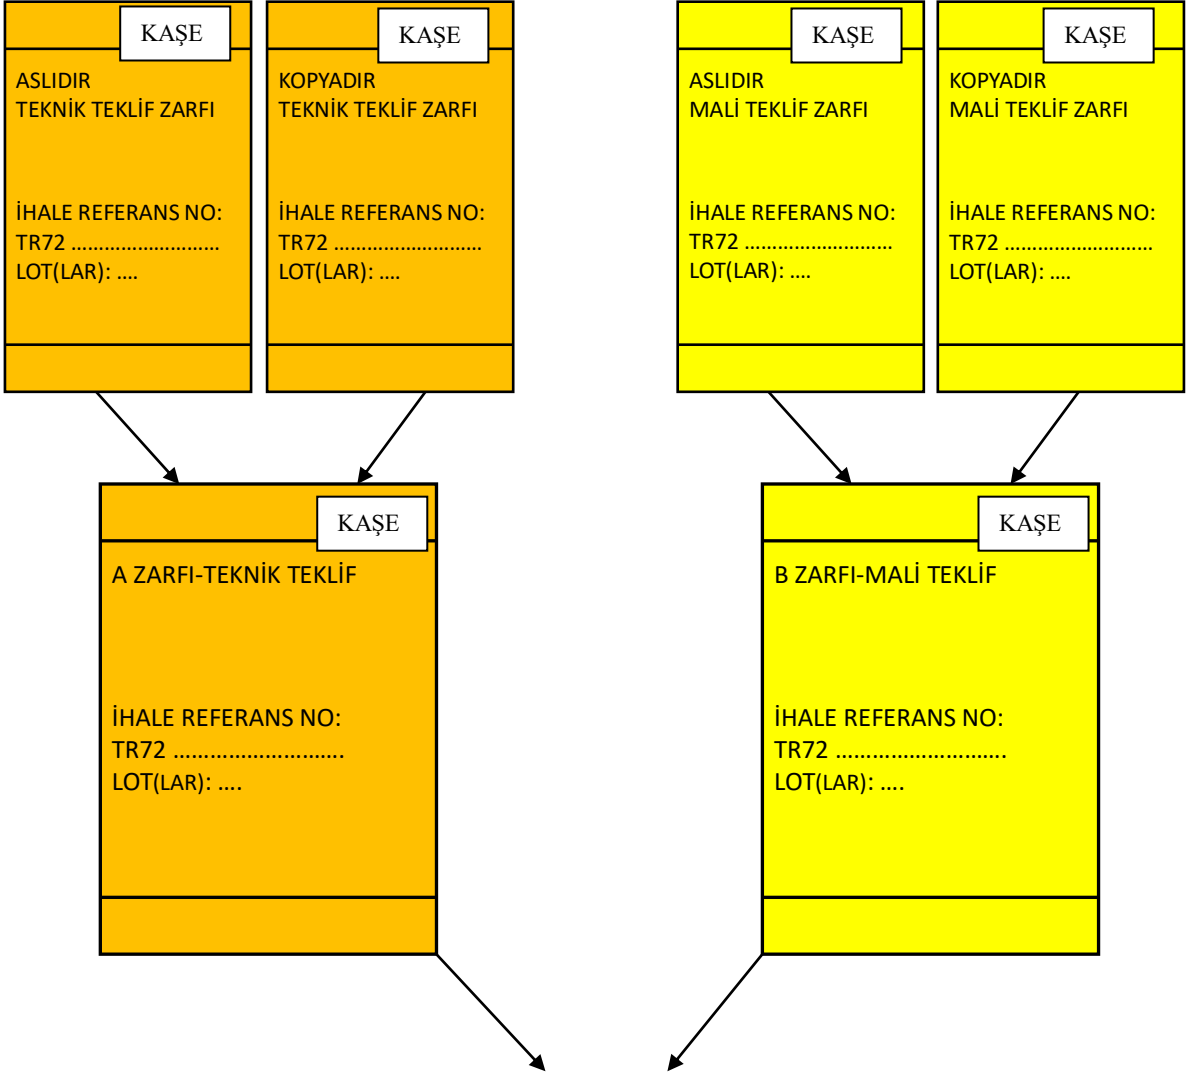 KAŞE
ASLIDIR
TEKNİK TEKLİF ZARFI
İHALE REFERANS NO:
TR72 ...........................
LOT(LAR): ....
KAŞE
KOPYADIR
TEKNİK TEKLİF ZARFI
İHALE REFERANS NO:
TR72 ...........................
LOT(LAR): ....
KAŞE
ASLIDIR
MALİ TEKLİF ZARFI
İHALE REFERANS NO:
TR72 ...........................
LOT(LAR): ....
KAŞE
KOPYADIR
MALİ TEKLİF ZARFI
İHALE REFERANS NO:
TR72 ...........................
LOT(LAR): ....
KAŞE
A ZARFI-TEKNİK TEKLİF
İHALE REFERANS NO:
TR72 ............................
LOT(LAR): ....
KAŞE
B ZARFI-MALİ TEKLİF
İHALE REFERANS NO:
TR72 ............................
LOT(LAR): ....